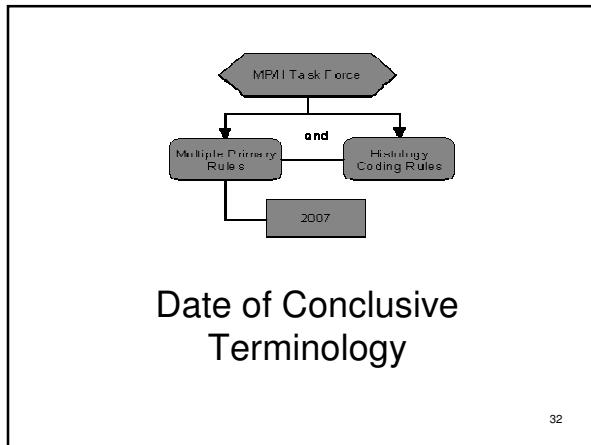 MP/H Task Force
and
Multiple Primary
Rules
Histology
Coding Rules
2007
Date of Conclusive
Terminology
32